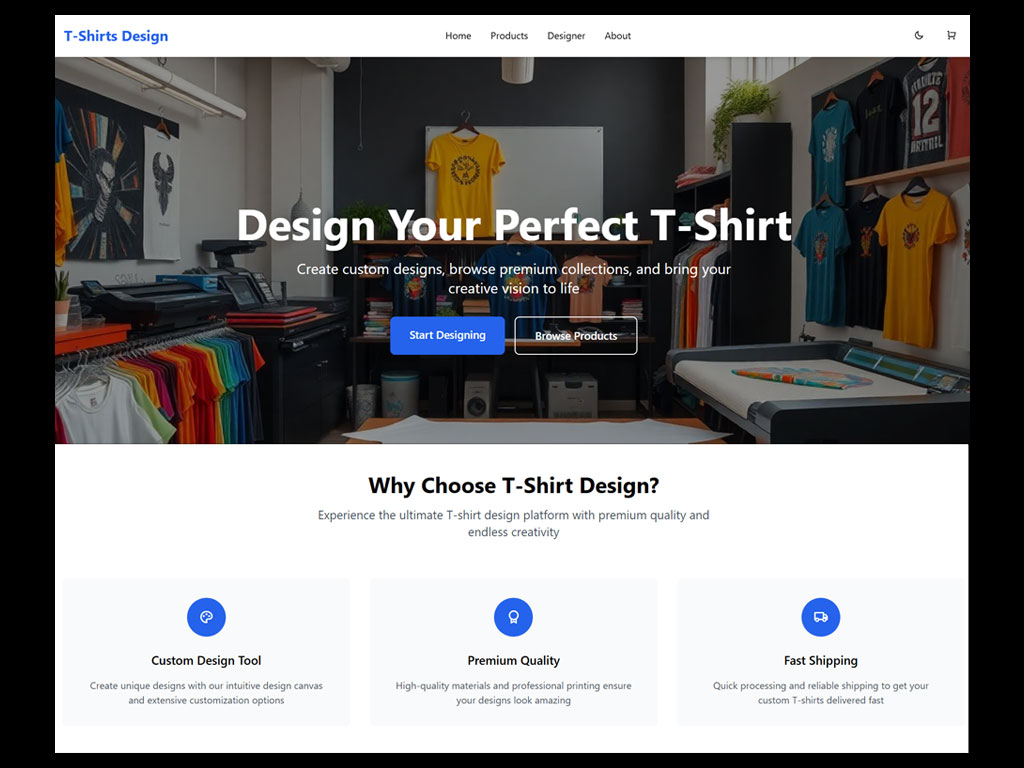 T-Shirts Design
Home
Products
Designer
About
12
Design Your Perfect T-Shirt
Create custom designs, browse premium collections, and bring your
creative vision to life
Start Designing
Browse Products
Why Choose T-Shirt Design?
Experience the ultimate T-shirt design platform with premium quality and
endless creativity
Custom Design Tool
Create unique designs with our intuitive design canvas
and extensive customization options
Premium Quality
High-quality materials and professional printing ensure
your designs look amazing
Fast Shipping
Quick processing and reliable shipping to get your
custom T-shirts delivered fast